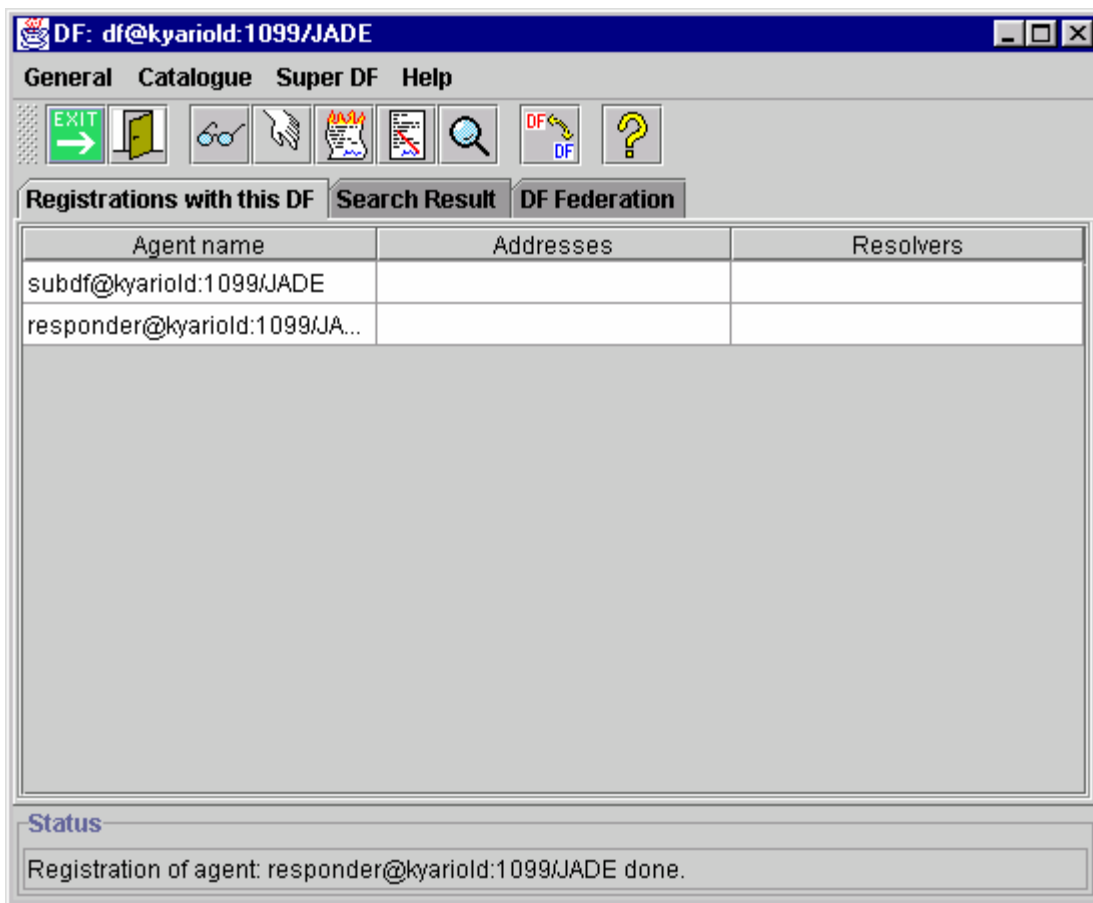 DF: df@kyariold:1099/JADE
General Catalogue Super DF Help
EXIT DF DF ?
Registrations with this DF Search Result DF Federation
Agent name Addresses Resolvers
subdf@kyariold:1099/JADE
responder@kyariold:1099/JA...
Status
Registration of agent: responder@kyariold:1099/JADE done.